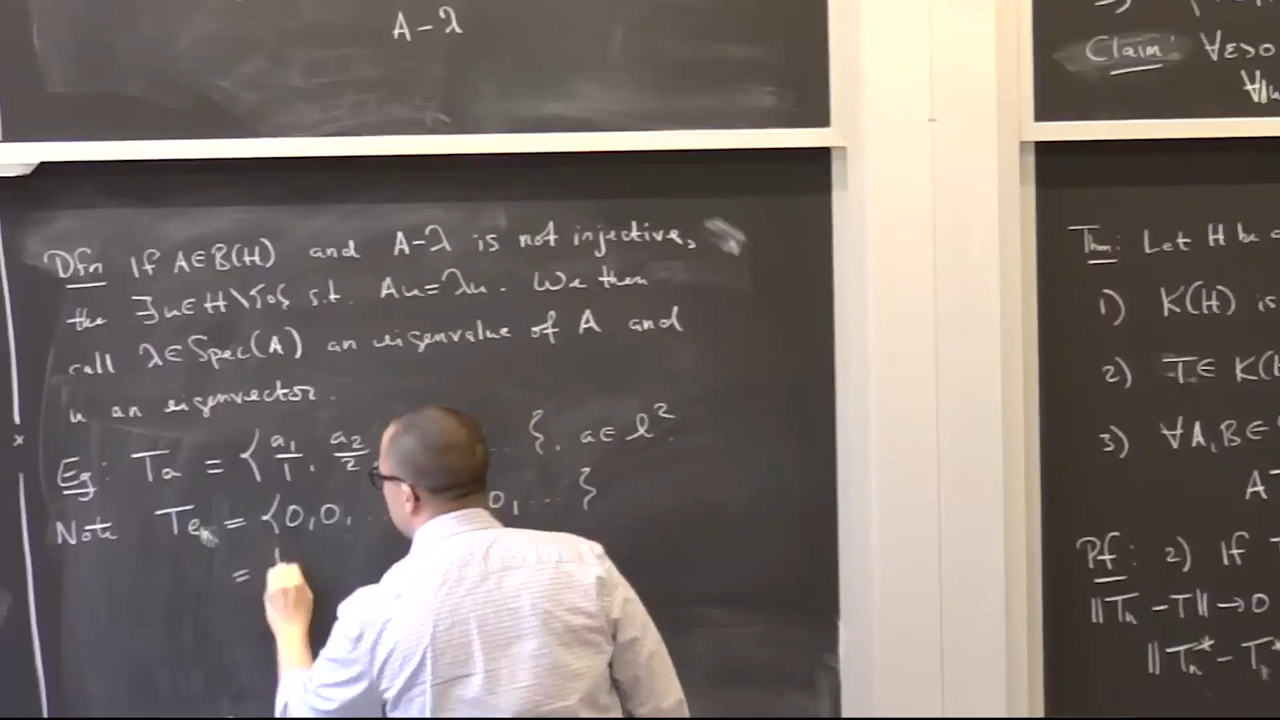 A-λ
Dfn If A∈B(H) and A-λ is not injective,
the ∃u∈H\{0} s.t. Au=λu. We then
call λ∈Spec(A) an eigenvalue of A and
u an eigenvector.
Eg: Ta = { a₁/1, a₂/2 .. }. a∈ℓ².
Note Teₙ = {0,0,... 0,... }
=
Claim: ∀ε>0
Thm: Let H be a
1) K(H) is
2) T∈ K(
3) ∀A,B∈
A
Pf: 2) If T
||Tₙ-T||→0
||Tₙ*-T